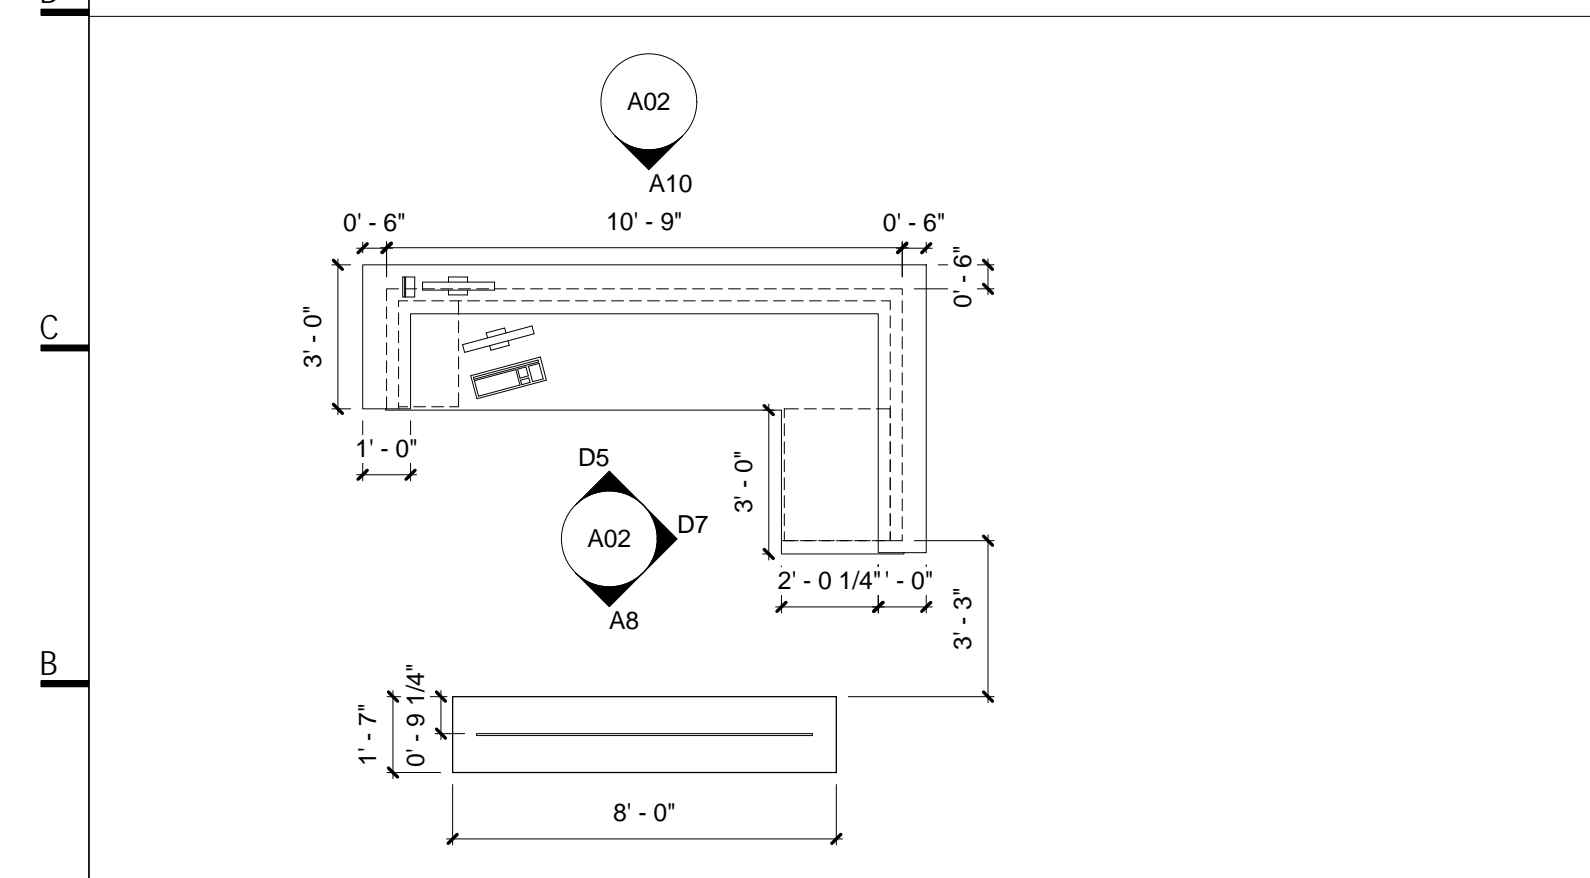 A02
A10
0' - 6"
10' - 9"
0' - 6"
0' - 6"
3' - 0"
C
1' - 0"
D5
3' - 0"
D7
A02
2' - 0 1/4"
' - 0"
A8
3' - 3"
B
1' - 7"
0' - 9 1/4"
8' - 0"